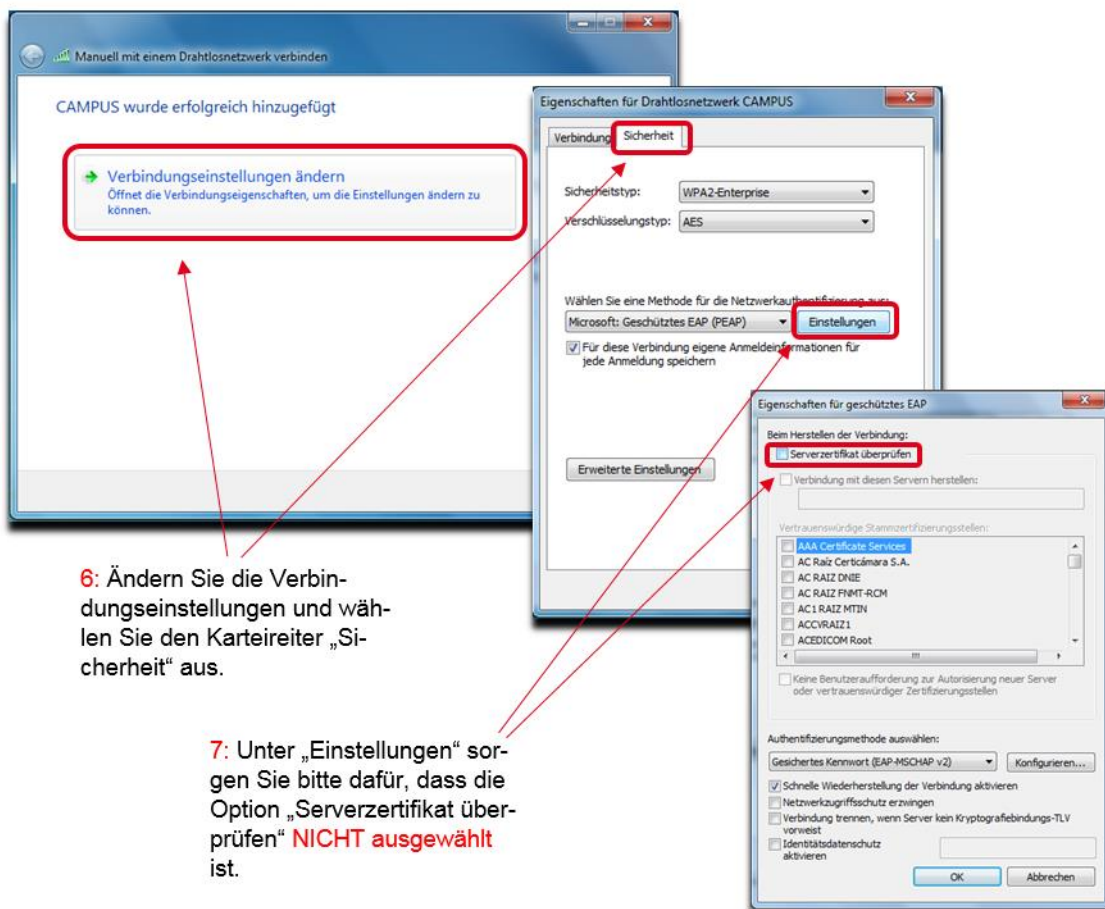 Manuell mit einem Drahtlosnetzwerk verbinden
CAMPUS wurde erfolgreich hinzugefügt
Verbindungseinstellungen ändern
Öffnet die Verbindungseigenschaften, um die Einstellungen ändern zu
können.
Eigenschaften für Drahtlosnetzwerk CAMPUS
Verbindung Sicherheit
Sicherheitstyp: WPA2-Enterprise
Verschlüsselungstyp: AES
Wählen Sie eine Methode für die Netzwerkauthentifizierung aus:
Microsoft: Geschütztes EAP (PEAP) Einstellungen
Für diese Verbindung eigene Anmeldeinformationen für
jede Anmeldung speichern
Erweiterte Einstellungen
Eigenschaften für geschütztes EAP
Beim Herstellen der Verbindung:
Serverzertifikat überprüfen
Verbindung mit diesen Servern herstellen:
Vertrauenswürdige Stammzertifizierungsstellen:
AAA Certificate Services
AC Raíz Certicámara S.A.
AC RAIZ DNIE
AC RAIZ FNMT-RCM
AC1 RAIZ MTIN
ACCVRAIZ1
ACEDICOM Root
Keine Benutzeraufforderung zur Autorisierung neuer Server
oder vertrauenswürdiger Zertifizierungsstellen
Authentifizierungsmethode auswählen:
Gesichertes Kennwort (EAP-MSCHAP v2) Konfigurieren...
Schnelle Wiederherstellung der Verbindung aktivieren
Netzwerkzugriffsschutz erzwingen
Verbindung trennen, wenn Server kein Kryptografiebindungs-TLV
vorweist
Identitätsdatenschutz
aktivieren
OK Abbrechen
6: Ändern Sie die Verbin-
dungseinstellungen und wäh-
len Sie den Karteireiter „Si-
cherheit“ aus.
7: Unter „Einstellungen“ sor-
gen Sie bitte dafür, dass die
Option „Serverzertifikat über-
prüfen“ NICHT ausgewählt
ist.